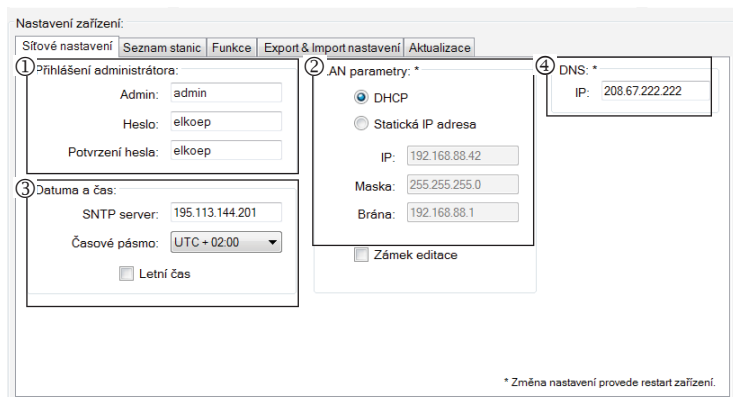 Nastavení zařízení:
Síťové nastavení Seznam stanic Funkce Export & Import nastavení Aktualizace
① Přihlášení administrátora:
Admin: admin
Heslo: elkoep
Potvrzení hesla: elkoep
③ Datuma a čas:
SNTP server: 195.113.144.201
Časové pásmo: UTC + 02:00
Letní čas
② LAN parametry: *
DHCP
Statická IP adresa
IP: 192.168.88.42
Maska: 255.255.255.0
Brána: 192.168.88.1
Zámek editace
④ DNS: *
IP: 208.67.222.222
* Změna nastavení provede restart zařízení.